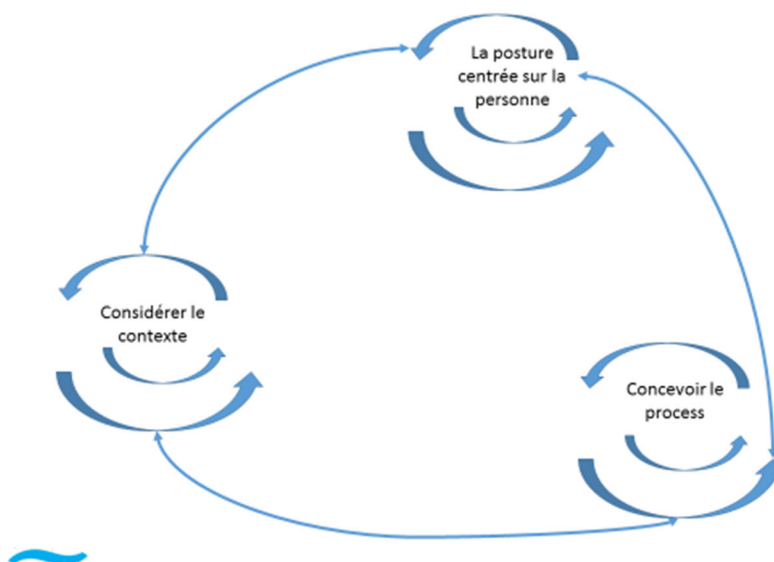 La posture
centrée sur la
personne
Considérer le
contexte
Concevoir le
process